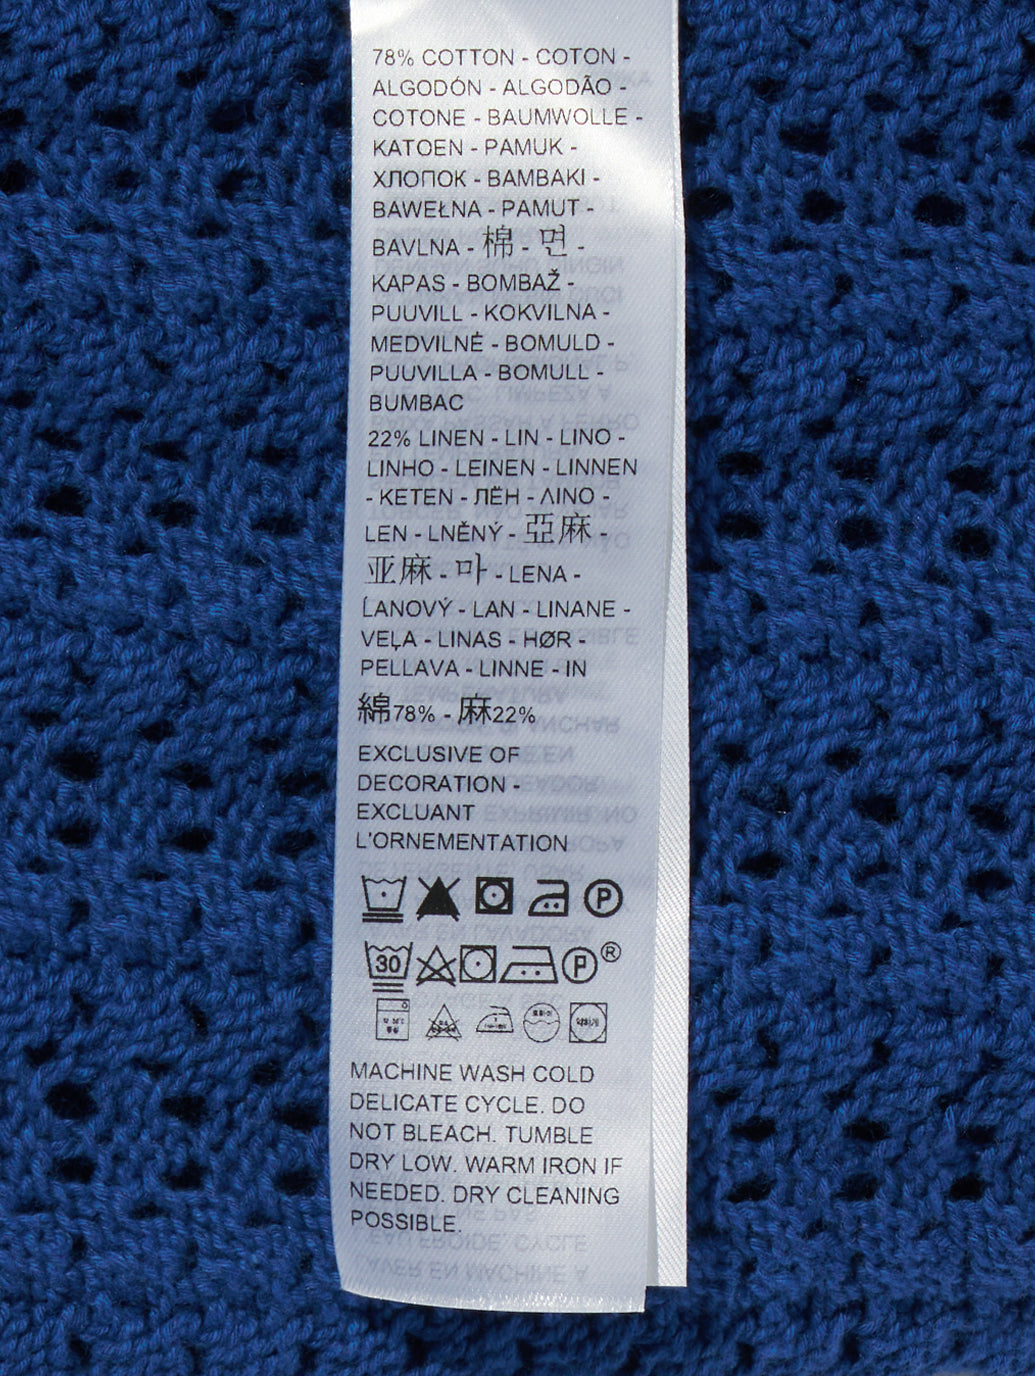 78% COTTON - COTON -
ALGODÓN - ALGODÃO -
COTONE - BAUMWOLLE -
KATOEN - PAMUK -
ХЛОПОК - BAMBAKI -
BAWEŁNA - PAMUT -
BAVLNA - 棉 - 면 -
KAPAS - BOMBAŽ -
PUUVILL - KOKVILNA -
MEDVILNĖ - BOMULD -
PUUVILLA - BOMULL -
BUMBAC
22% LINEN - LIN - LINO -
LINHO - LEINEN - LINNEN
- KETEN - ЛЁН - ΛINO -
LEN - LNĚNÝ - 亞麻 -
亚麻 - 마 - LENA -
ĽANOVÝ - LAN - LINANE -
VEĻA - LINAS - HØR -
PELLAVA - LINNE - IN
綿78% - 麻22%
EXCLUSIVE OF
DECORATION -
EXCLUANT
L'ORNEMENTATION
P
30 P ®
MACHINE WASH COLD
DELICATE CYCLE. DO
NOT BLEACH. TUMBLE
DRY LOW. WARM IRON IF
NEEDED. DRY CLEANING
POSSIBLE.